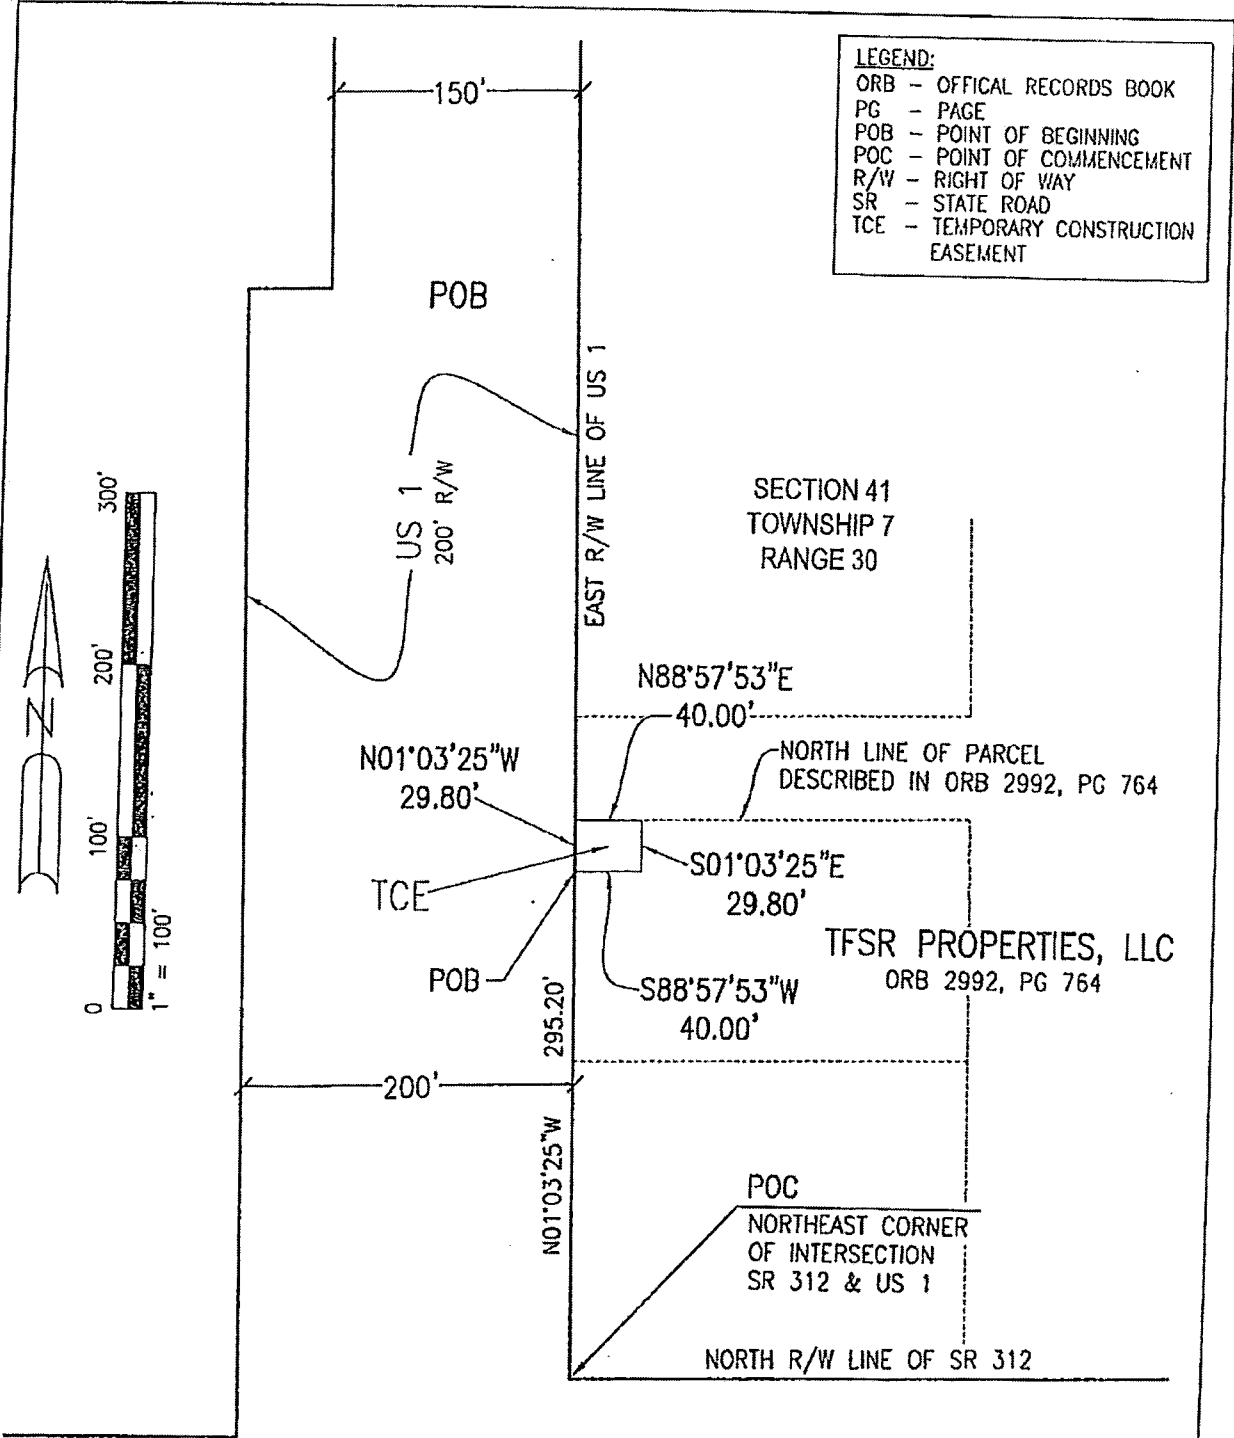 LEGEND:
ORB - OFFICAL RECORDS BOOK
PG - PAGE
POB - POINT OF BEGINNING
POC - POINT OF COMMENCEMENT
R/W - RIGHT OF WAY
SR - STATE ROAD
TCE - TEMPORARY CONSTRUCTION
EASEMENT
150'
POB
EAST R/W LINE OF US 1
US 1
200' R/W
SECTION 41
TOWNSHIP 7
RANGE 30
300'
200'
100'
0
1" = 100'
N
N88°57'53"E
40.00'
N01°03'25"W
29.80'
NORTH LINE OF PARCEL
DESCRIBED IN ORB 2992, PG 764
TCE
S01°03'25"E
29.80'
TFSR PROPERTIES, LLC
ORB 2992, PG 764
POB
S88°57'53"W
40.00'
295.20'
200'
N01°03'25"W
POC
NORTHEAST CORNER
OF INTERSECTION
SR 312 & US 1
NORTH R/W LINE OF SR 312